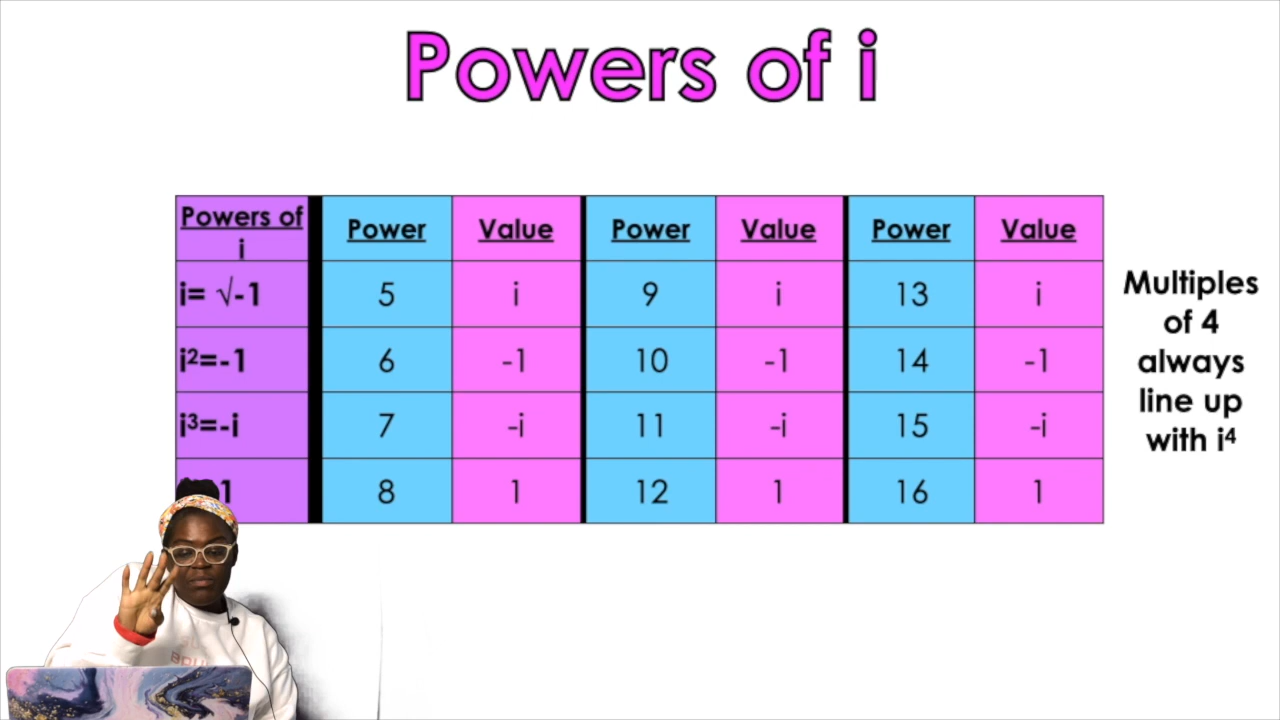 Powers of i
Powers of
i
Power Value Power Value Power Value
i= √-1 5 i 9 i 13 i
i²=-1 6 -1 10 -1 14 -1
i³=-i 7 -i 11 -i 15 -i
1 8 1 12 1 16 1
Multiples
of 4
always
line up
with i⁴